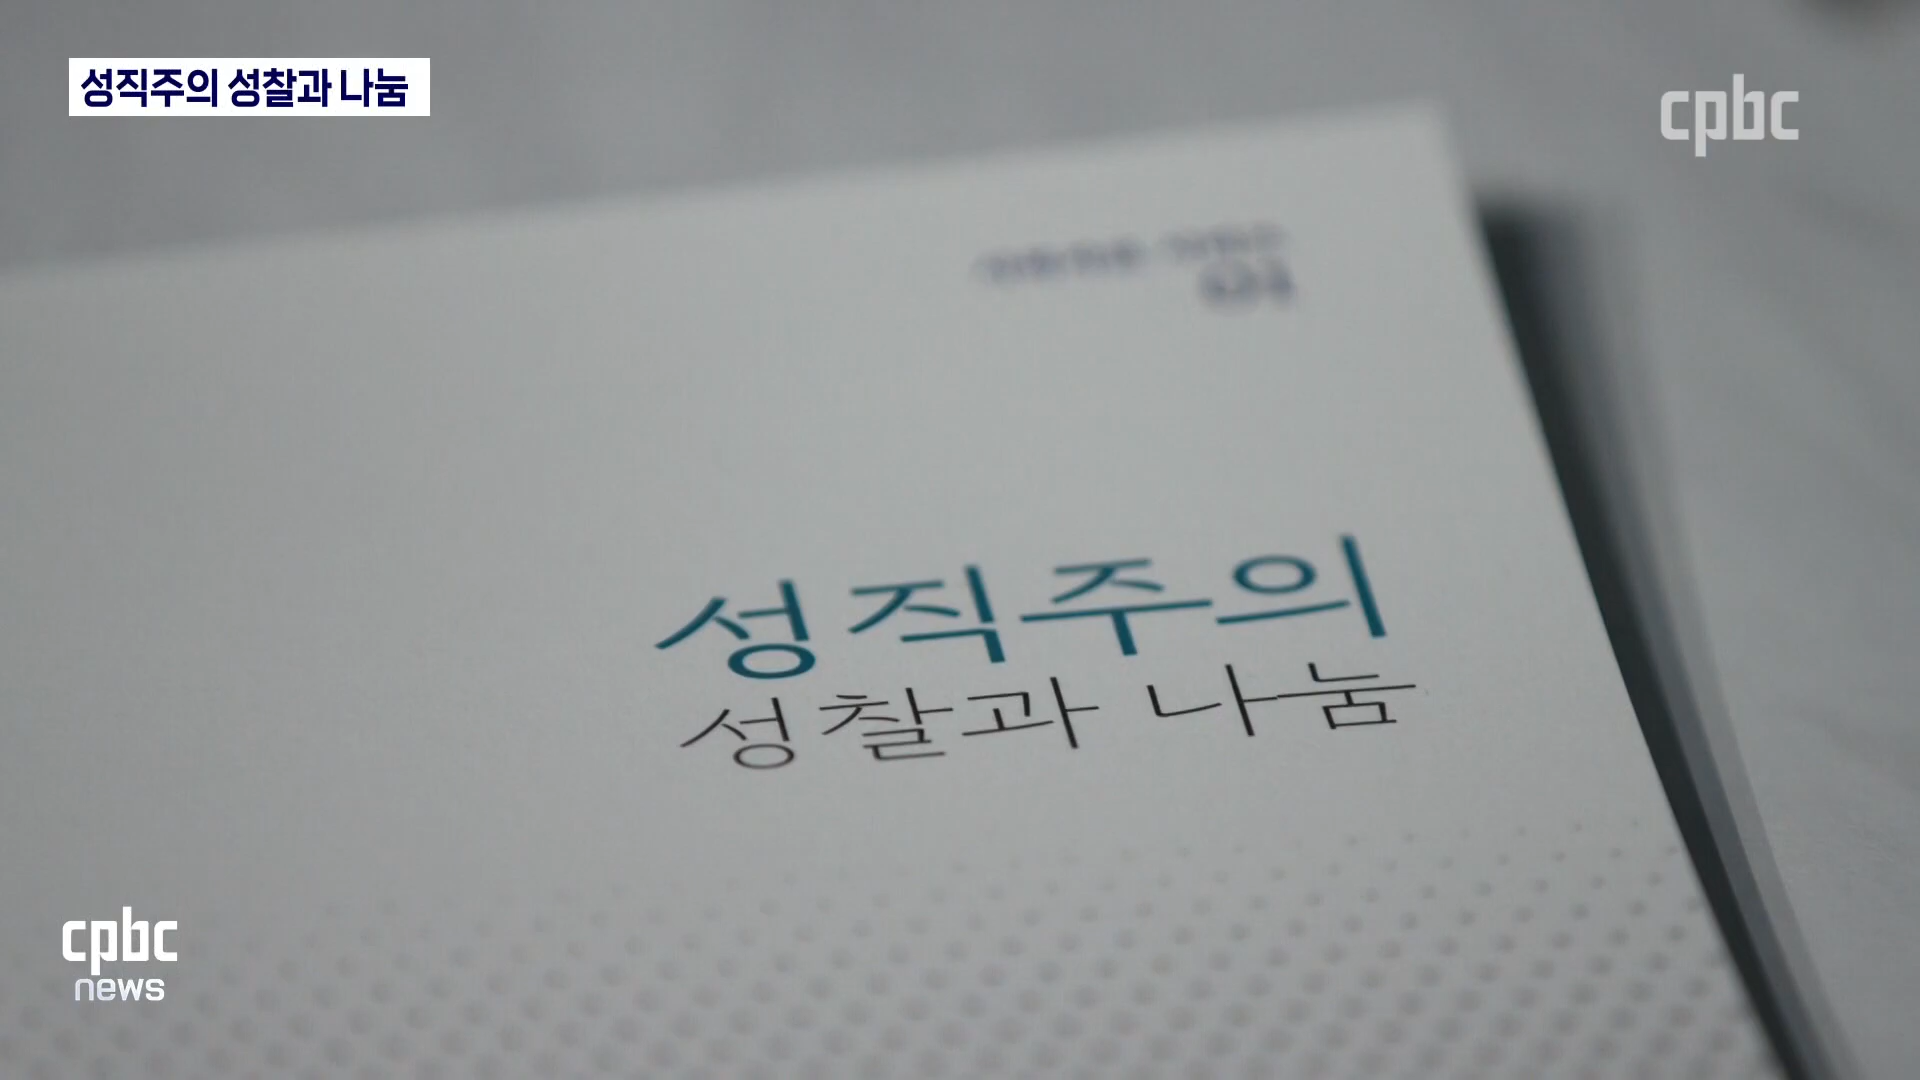 성직주의 성찰과 나눔
cpbc
성직주의
성찰과 나눔
cpbc
news